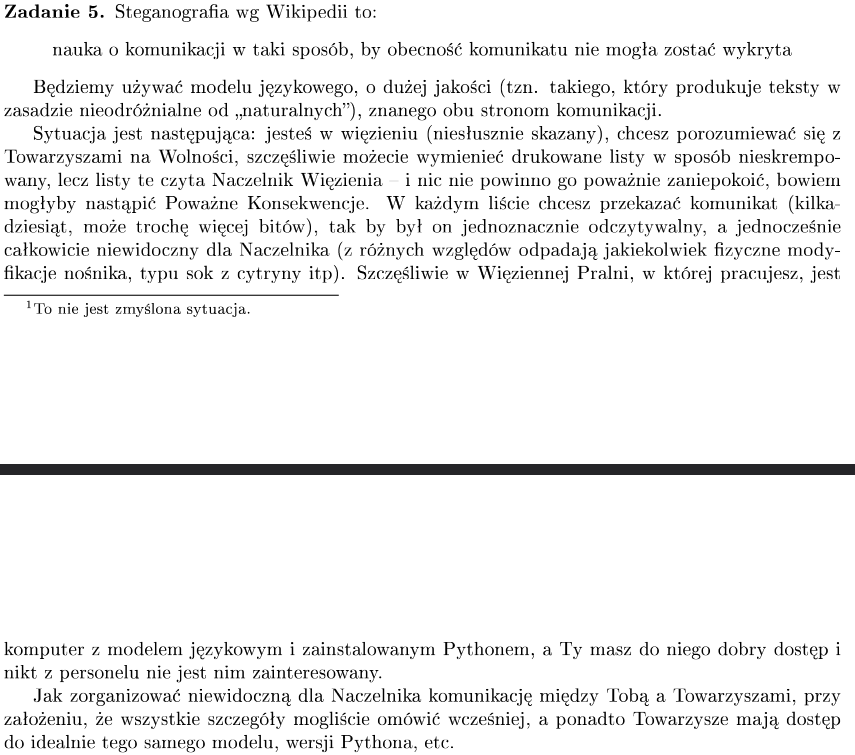 Zadanie 5. Steganografia wg Wikipedii to:
nauka o komunikacji w taki sposób, by obecność komunikatu nie mogła zostać wykryta
Będziemy używać modelu językowego, o dużej jakości (tzn. takiego, który produkuje teksty w
zasadzie nieodróżnialne od „naturalnych”), znanego obu stronom komunikacji.
Sytuacja jest następująca: jesteś w więzieniu (niesłusznie skazany), chcesz porozumiewać się z
Towarzyszami na Wolności, szczęśliwie możecie wymienieć drukowane listy w sposób nieskrempo-
wany, lecz listy te czyta Naczelnik Więzienia – i nic nie powinno go poważnie zaniepokoić, bowiem
mogłyby nastąpić Poważne Konsekwencje. W każdym liście chcesz przekazać komunikat (kilka-
dziesiąt, może trochę więcej bitów), tak by był on jednoznacznie odczytywalny, a jednocześnie
całkowicie niewidoczny dla Naczelnika (z różnych względów odpadają jakiekolwiek fizyczne mody-
fikacje nośnika, typu sok z cytryny itp). Szczęśliwie w Więziennej Pralni, w której pracujesz, jest
1To nie jest zmyślona sytuacja.
komputer z modelem językowym i zainstalowanym Pythonem, a Ty masz do niego dobry dostęp i
nikt z personelu nie jest nim zainteresowany.
Jak zorganizować niewidoczną dla Naczelnika komunikację między Tobą a Towarzyszami, przy
założeniu, że wszystkie szczegóły mogliście omówić wcześniej, a ponadto Towarzysze mają dostęp
do idealnie tego samego modelu, wersji Pythona, etc.